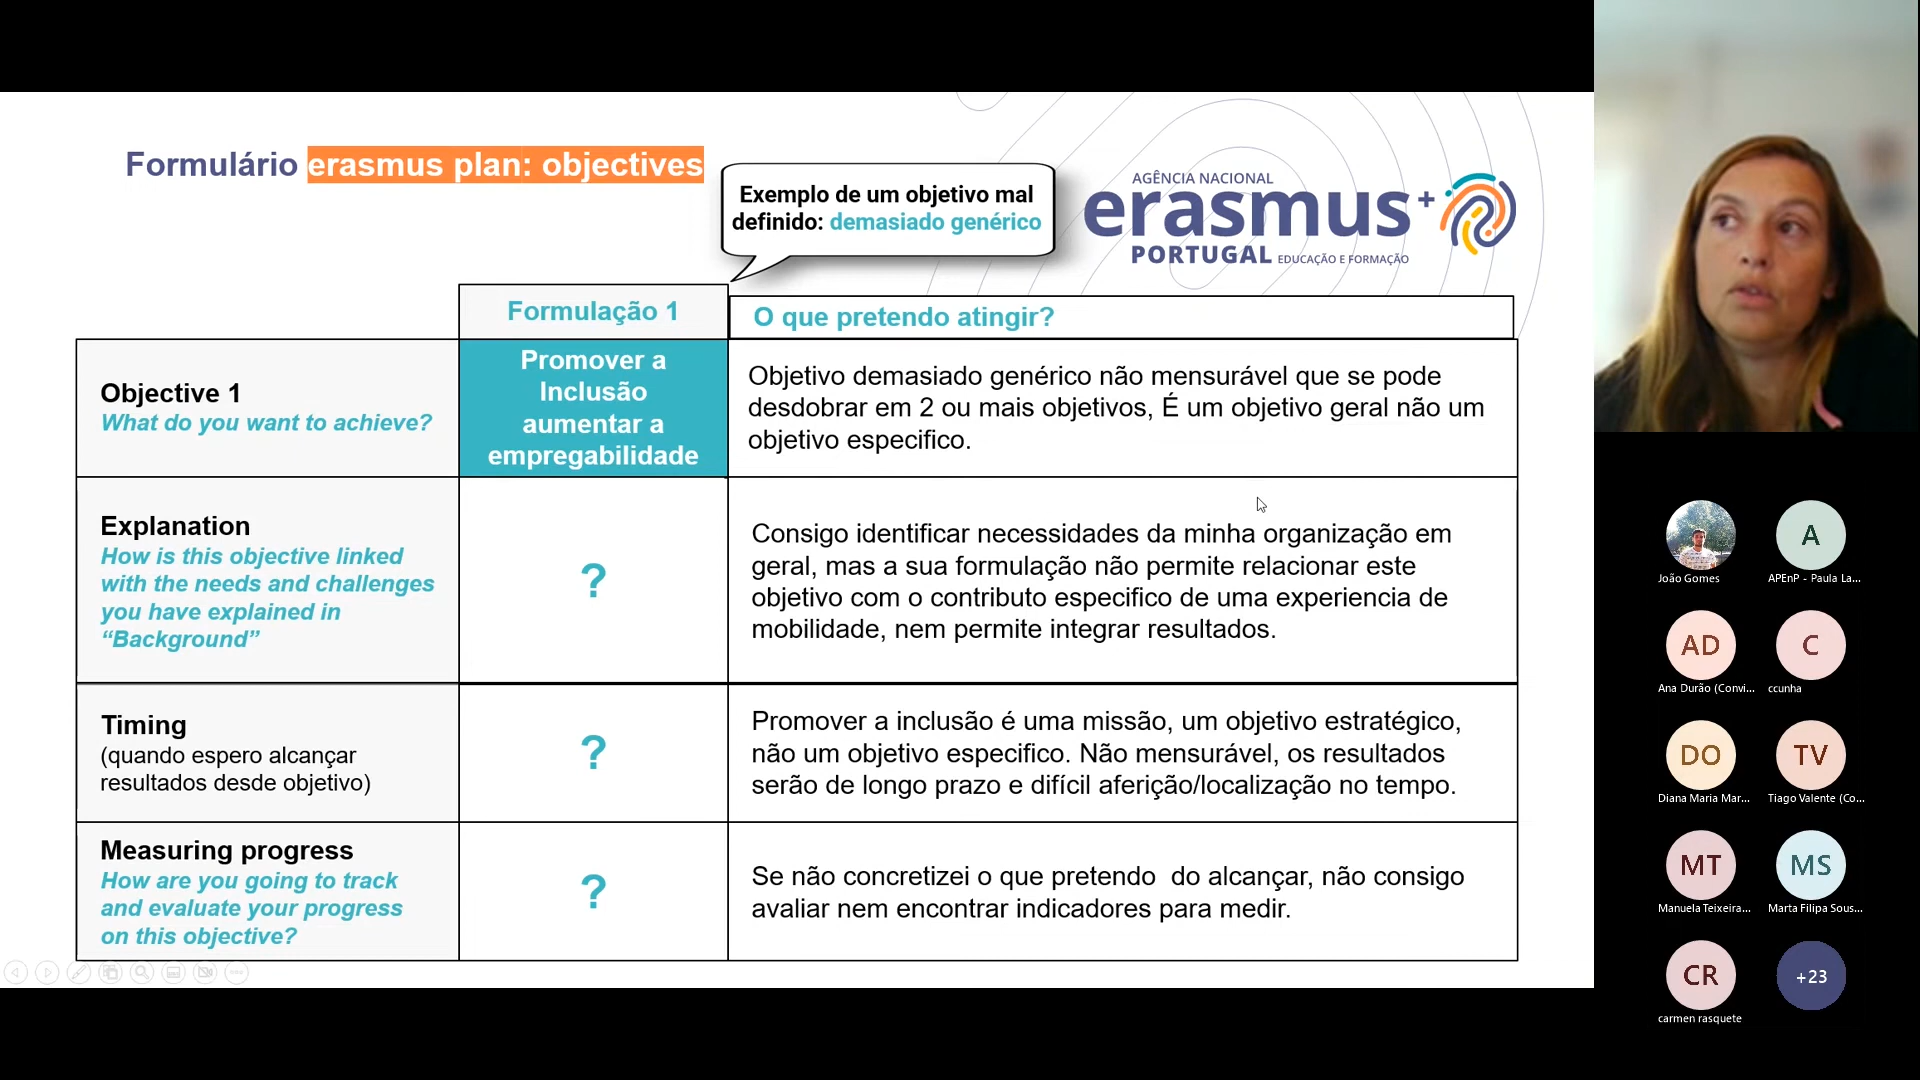 Formulário erasmus plan: objectives
Exemplo de um objetivo mal
definido: demasiado genérico
AGÊNCIA NACIONAL
erasmus+
PORTUGAL EDUCAÇÃO E FORMAÇÃO
Formulação 1
O que pretendo atingir?
Objective 1
What do you want to achieve?
Promover a
Inclusão
aumentar a
empregabilidade
Objetivo demasiado genérico não mensurável que se pode
desdobrar em 2 ou mais objetivos, É um objetivo geral não um
objetivo especifico.
Explanation
How is this objective linked
with the needs and challenges
you have explained in
“Background”
?
Consigo identificar necessidades da minha organização em
geral, mas a sua formulação não permite relacionar este
objetivo com o contributo especifico de uma experiencia de
mobilidade, nem permite integrar resultados.
Timing
(quando espero alcançar
resultados desde objetivo)
?
Promover a inclusão é uma missão, um objetivo estratégico,
não um objetivo especifico. Não mensurável, os resultados
serão de longo prazo e difícil aferição/localização no tempo.
Measuring progress
How are you going to track
and evaluate your progress
on this objective?
?
Se não concretizei o que pretendo  do alcançar, não consigo
avaliar nem encontrar indicadores para medir.
João Gomes
A
APEnP - Paula La...
AD
Ana Durão (Convi...
C
ccunha
DO
Diana Maria Mar...
TV
Tiago Valente (Co...
MT
Manuela Teixeira...
MS
Marta Filipa Sous...
CR
carmen rasquete
+23